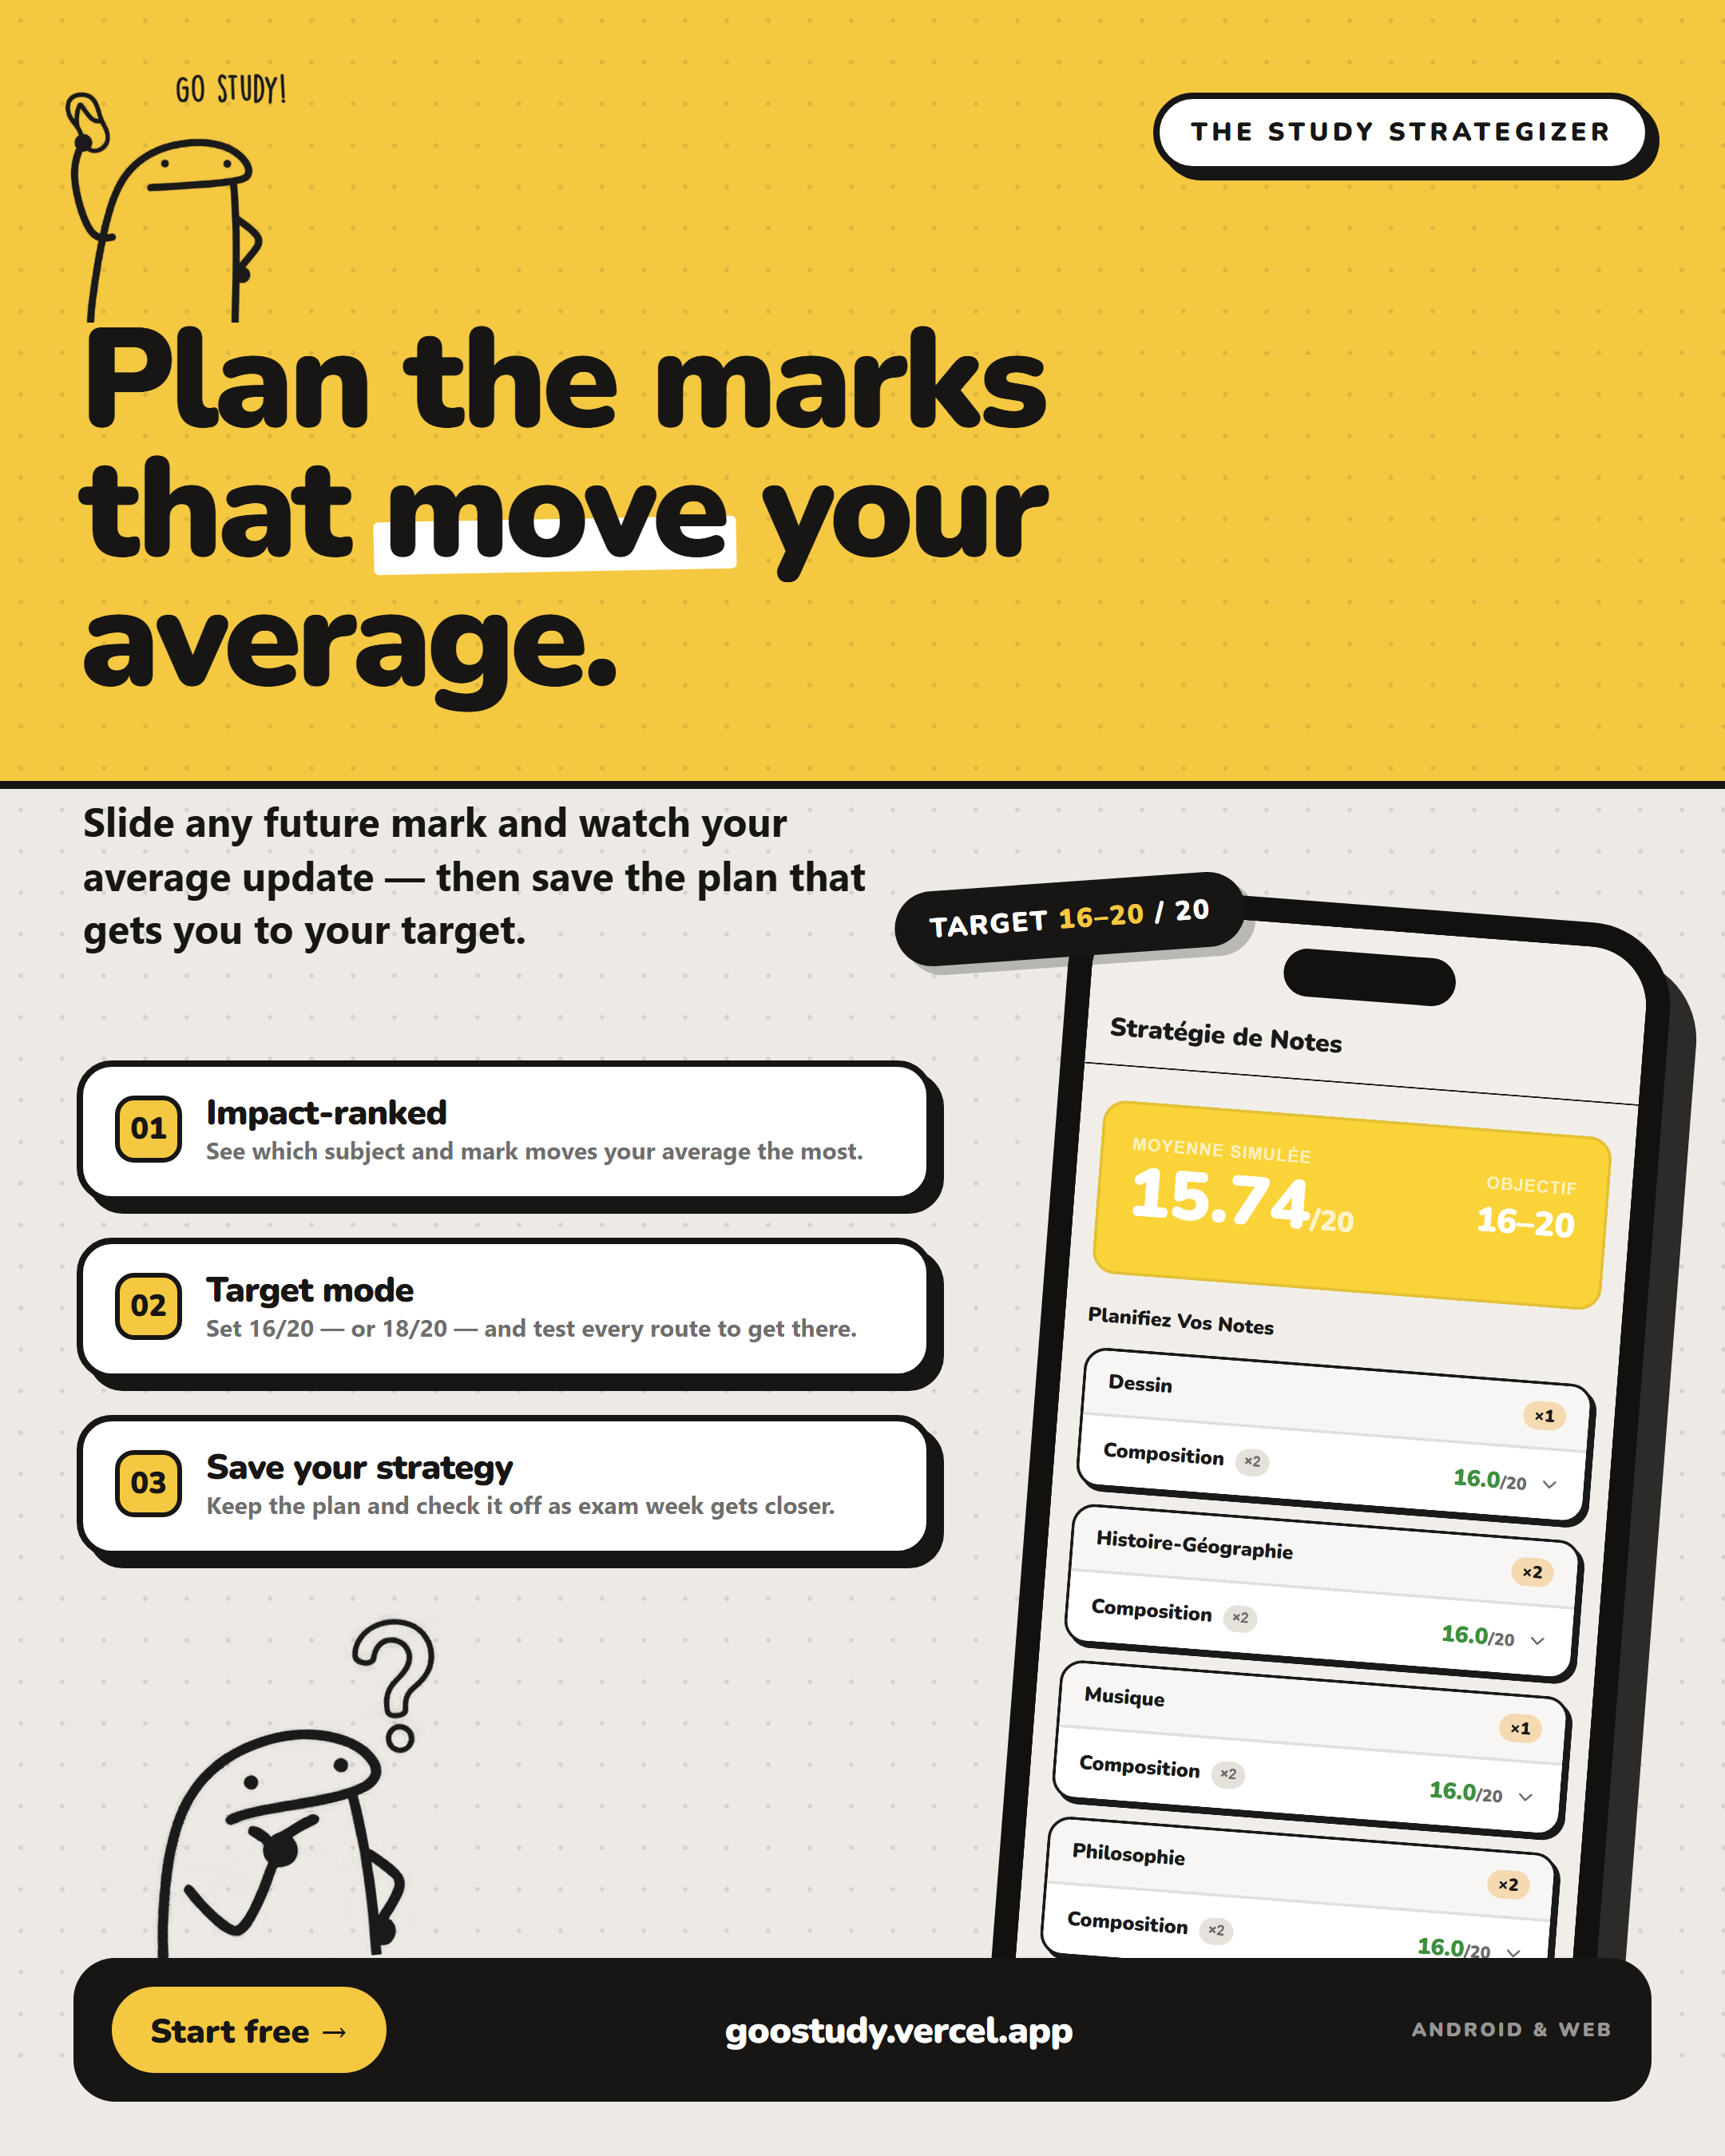 GO STUDY!
THE STUDY STRATEGIZER
Plan the marks
that move your
average.
Slide any future mark and watch your
average update — then save the plan that
gets you to your target.
01
Impact-ranked
See which subject and mark moves your average the most.
02
Target mode
Set 16/20 — or 18/20 — and test every route to get there.
03
Save your strategy
Keep the plan and check it off as exam week gets closer.
?
TARGET 16–20 / 20
Stratégie de Notes
MOYENNE SIMULÉE
15.74/20
OBJECTIF
16–20
Planifiez Vos Notes
Dessin
×1
Composition ×2 16.0/20
Histoire-Géographie
×2
Composition ×2 16.0/20
Musique
×1
Composition ×2 16.0/20
Philosophie
×2
Composition ×2 16.0/20
Start free →
goostudy.vercel.app
ANDROID & WEB